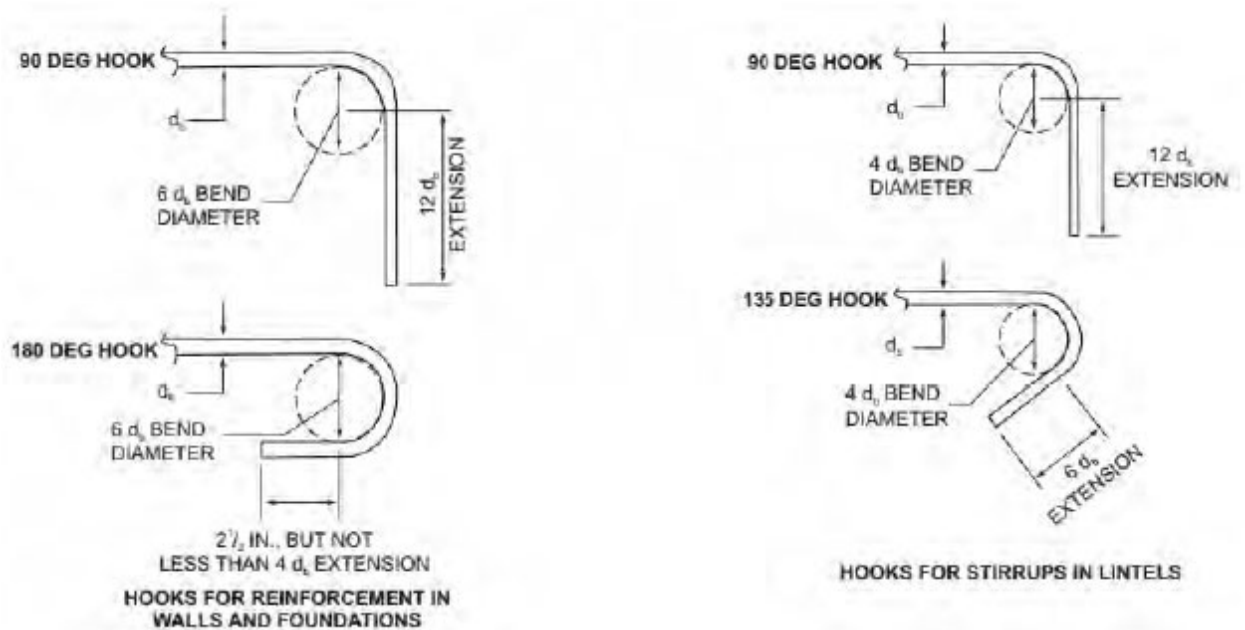 90 DEG HOOK
d_b
6 d_b BEND
DIAMETER
12 d_b
EXTENSION
180 DEG HOOK
d_b
6 d_b BEND
DIAMETER
2 1/2 IN., BUT NOT
LESS THAN 4 d_b EXTENSION
HOOKS FOR REINFORCEMENT IN
WALLS AND FOUNDATIONS
90 DEG HOOK
d_b
4 d_b BEND
DIAMETER
12 d_b
EXTENSION
135 DEG HOOK
d_b
4 d_b BEND
DIAMETER
6 d_b
EXTENSION
HOOKS FOR STIRRUPS IN LINTELS